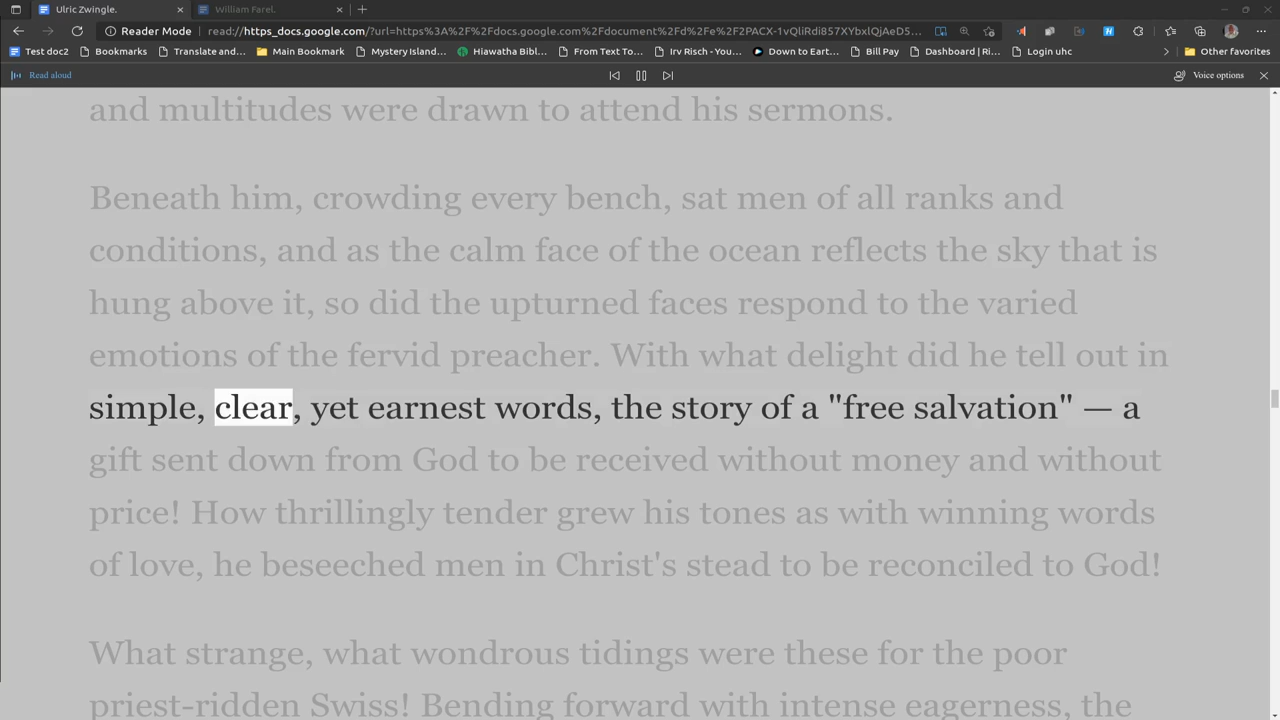 Ulric Zwingle.
William Farel.
Reader Mode
read://https_docs.google.com/?url=https%3A%2F%2Fdocs.google.com%2Fdocument%2Fd%2Fe%2F2PACX-1vQliRdi857XYbxlQjAeD5...
Test doc2
Bookmarks
Translate and...
Main Bookmark
Mystery Island...
Hiawatha Bibl...
From Text To...
Irv Risch - You...
Down to Eart...
Bill Pay
Dashboard | Ri...
Login uhc
Other favorites
Read aloud
Voice options
and multitudes were drawn to attend his sermons.
Beneath him, crowding every bench, sat men of all ranks and
conditions, and as the calm face of the ocean reflects the sky that is
hung above it, so did the upturned faces respond to the varied
emotions of the fervid preacher. With what delight did he tell out in
simple, clear, yet earnest words, the story of a "free salvation" — a
gift sent down from God to be received without money and without
price! How thrillingly tender grew his tones as with winning words
of love, he beseeched men in Christ's stead to be reconciled to God!
What strange, what wondrous tidings were these for the poor
priest-ridden Swiss! Bending forward with intense eagerness, the